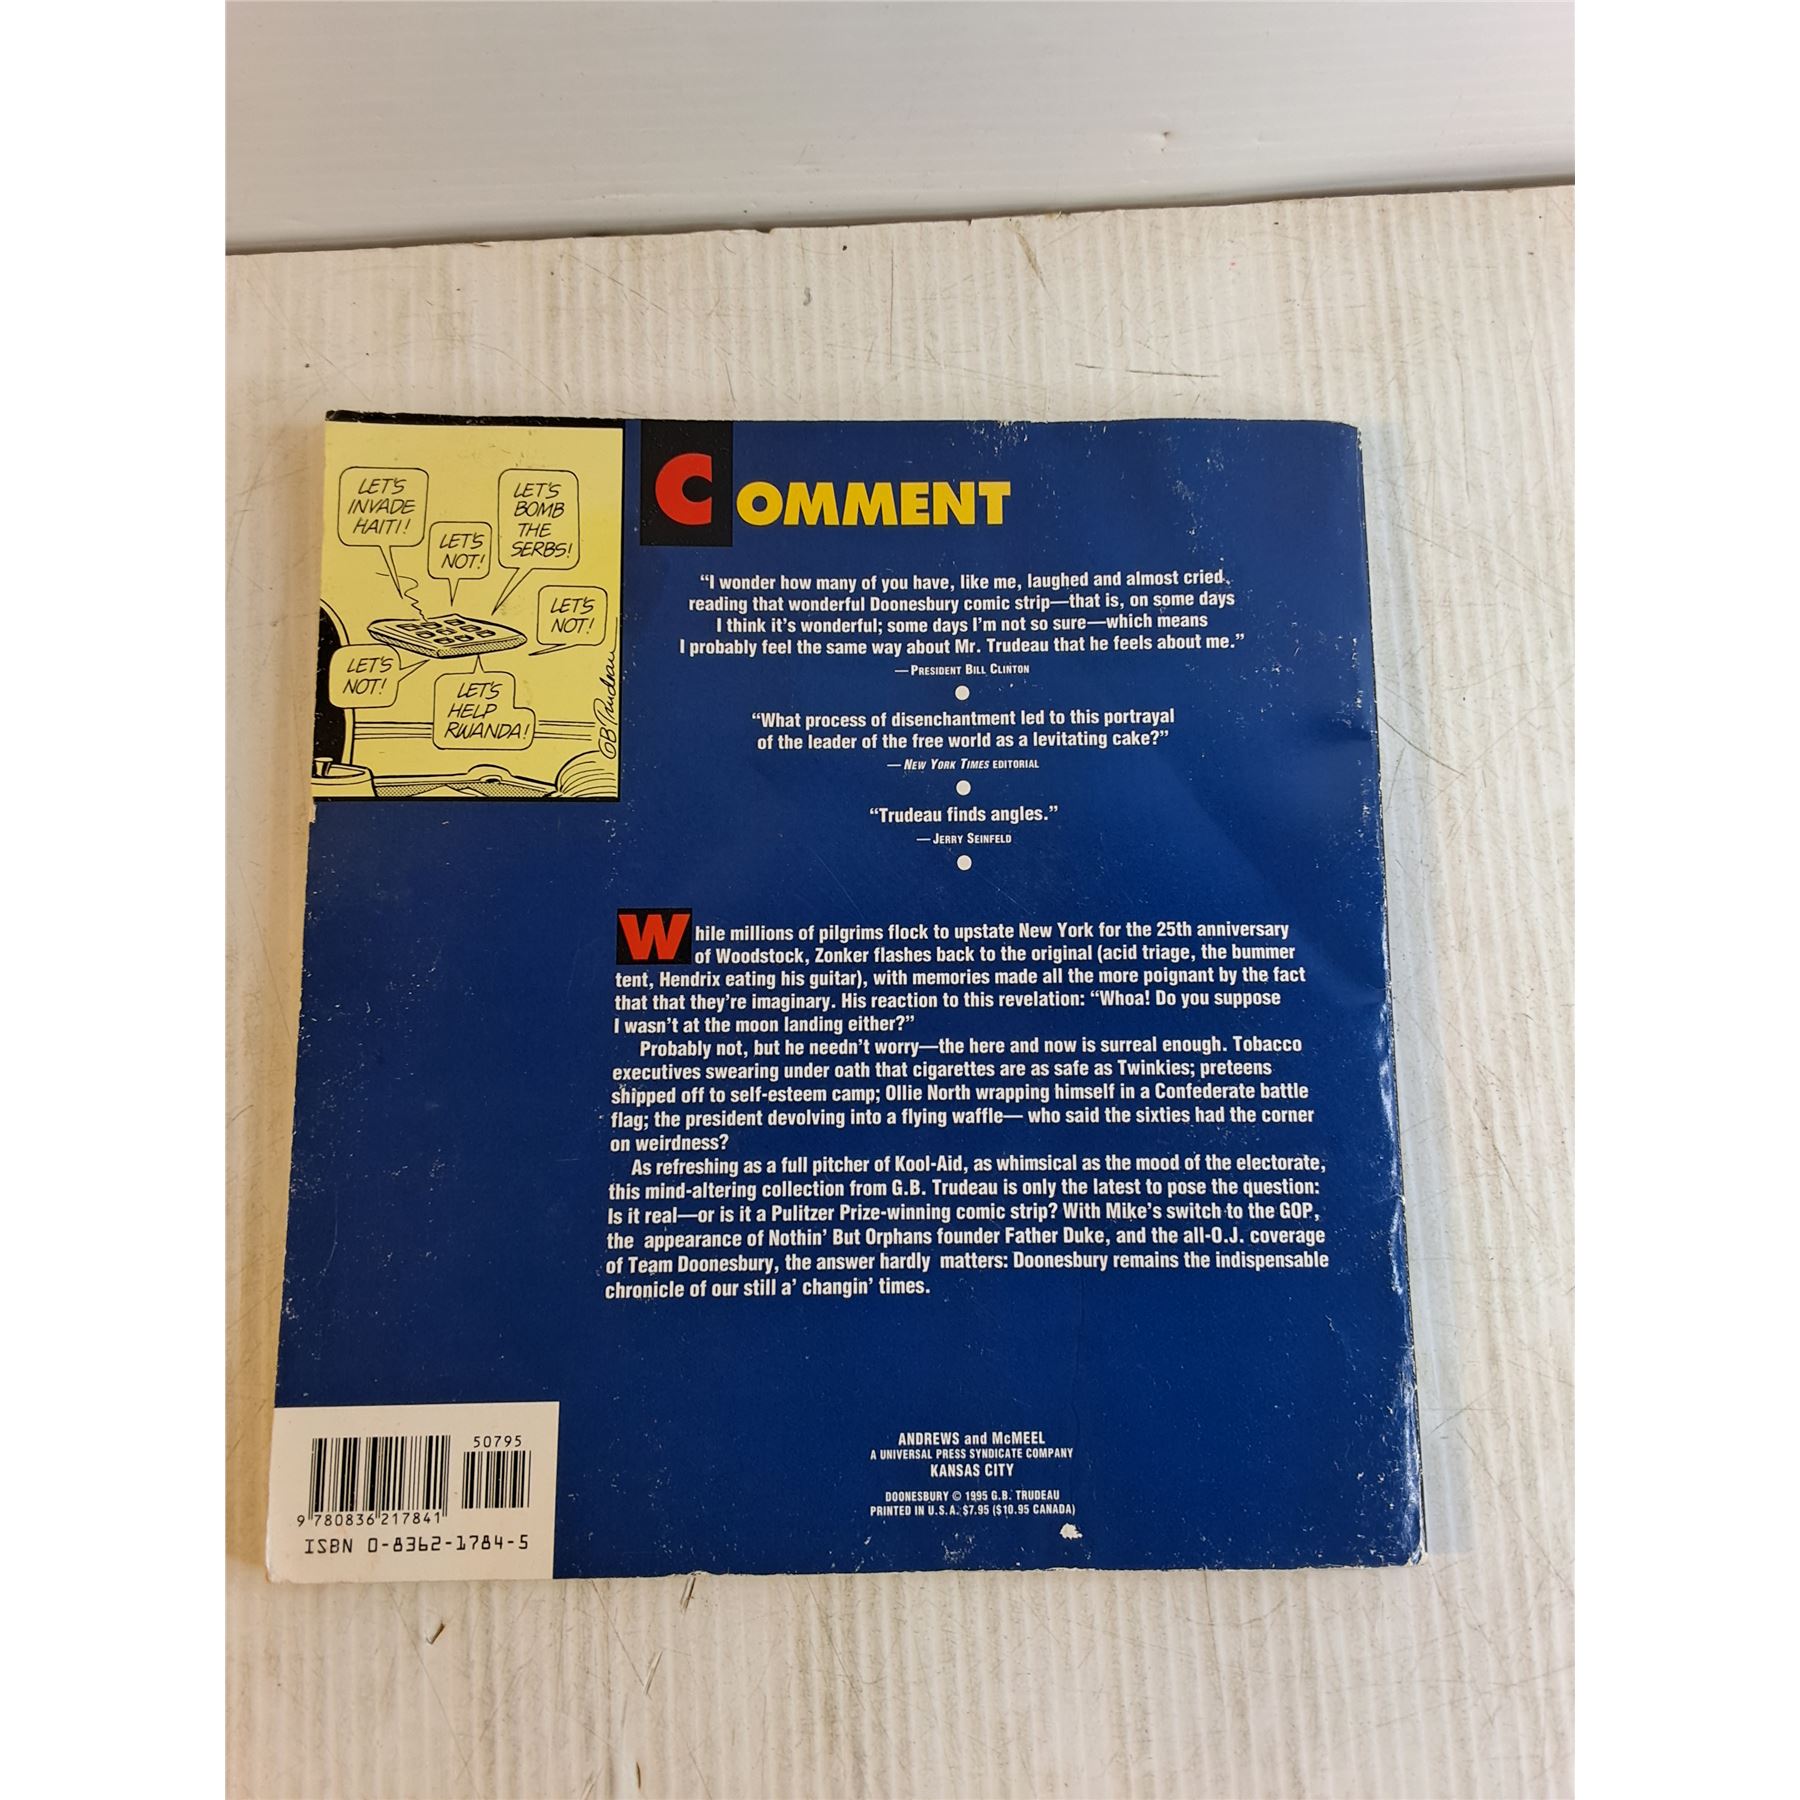 LET'S
INVADE
HAITI!
LET'S
NOT!
LET'S
BOMB
THE
SERBS!
LET'S
NOT!
LET'S
NOT!
LET'S
HELP
RWANDA!
GB Trudeau
COMMENT
“I wonder how many of you have, like me, laughed and almost cried,
reading that wonderful Doonesbury comic strip—that is, on some days
I think it's wonderful; some days I'm not so sure—which means
I probably feel the same way about Mr. Trudeau that he feels about me.”
—PRESIDENT BILL CLINTON
“What process of disenchantment led to this portrayal
of the leader of the free world as a levitating cake?”
—NEW YORK TIMES EDITORIAL
“Trudeau finds angles.”
—JERRY SEINFELD
While millions of pilgrims flock to upstate New York for the 25th anniversary
of Woodstock, Zonker flashes back to the original (acid triage, the bummer
tent, Hendrix eating his guitar), with memories made all the more poignant by the fact
that that they're imaginary. His reaction to this revelation: “Whoa! Do you suppose
I wasn't at the moon landing either?”
Probably not, but he needn't worry—the here and now is surreal enough. Tobacco
executives swearing under oath that cigarettes are as safe as Twinkies; preteens
shipped off to self-esteem camp; Ollie North wrapping himself in a Confederate battle
flag; the president devolving into a flying waffle— who said the sixties had the corner
on weirdness?
As refreshing as a full pitcher of Kool-Aid, as whimsical as the mood of the electorate,
this mind-altering collection from G.B. Trudeau is only the latest to pose the question:
Is it real—or is it a Pulitzer Prize-winning comic strip? With Mike's switch to the GOP,
the appearance of Nothin' But Orphans founder Father Duke, and the all-O.J. coverage
of Team Doonesbury, the answer hardly matters: Doonesbury remains the indispensable
chronicle of our still a' changin' times.
ANDREWS and McMEEL
A UNIVERSAL PRESS SYNDICATE COMPANY
KANSAS CITY
DOONESBURY © 1995 G.B. TRUDEAU
PRINTED IN U.S.A. $7.95 ($10.95 CANADA)
50795
9 780836 217841
ISBN 0-8362-1784-5